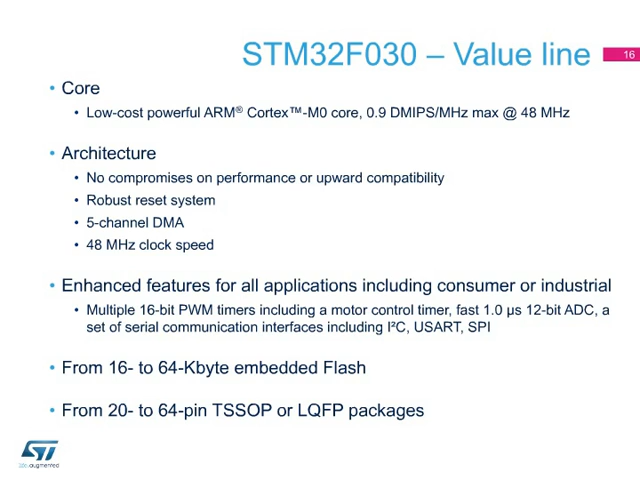 STM32F030 – Value line
16
• Core
• Low-cost powerful ARM® Cortex™-M0 core, 0.9 DMIPS/MHz max @ 48 MHz
• Architecture
• No compromises on performance or upward compatibility
• Robust reset system
• 5-channel DMA
• 48 MHz clock speed
• Enhanced features for all applications including consumer or industrial
• Multiple 16-bit PWM timers including a motor control timer, fast 1.0 µs 12-bit ADC, a
set of serial communication interfaces including I²C, USART, SPI
• From 16- to 64-Kbyte embedded Flash
• From 20- to 64-pin TSSOP or LQFP packages
ST
life.augmented